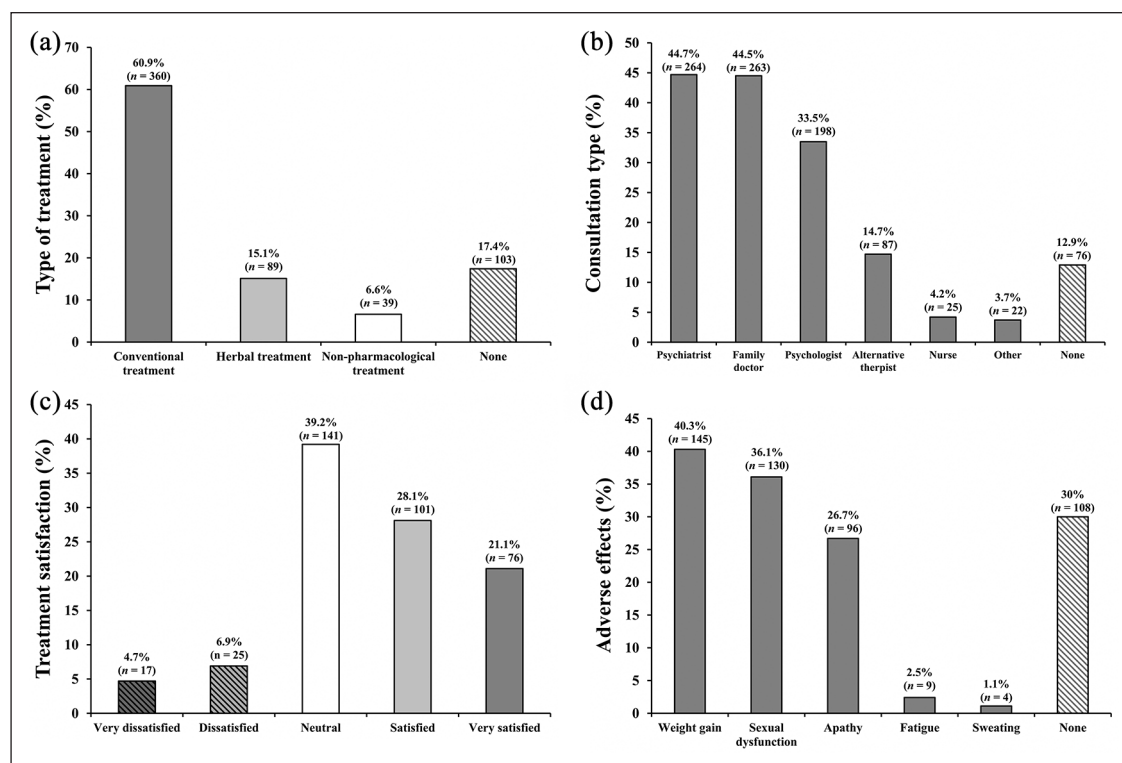 (a)
Type of treatment (%)
70
60
50
40
30
20
10
0
60.9%
(n = 360)
15.1%
(n = 89)
6.6%
(n = 39)
17.4%
(n = 103)
Conventional
treatment
Herbal treatment
Non-pharmacological
treatment
None
(b)
Consultation type (%)
50
45
40
35
30
25
20
15
10
5
0
44.7%
(n = 264)
44.5%
(n = 263)
33.5%
(n = 198)
14.7%
(n = 87)
4.2%
(n = 25)
3.7%
(n = 22)
12.9%
(n = 76)
Psychiatrist
Family
doctor
Psychologist
Alternative
therpist
Nurse
Other
None
(c)
Treatment satisfaction (%)
45
40
35
30
25
20
15
10
5
0
4.7%
(n = 17)
6.9%
(n = 25)
39.2%
(n = 141)
28.1%
(n = 101)
21.1%
(n = 76)
Very dissatisfied
Dissatisfied
Neutral
Satisfied
Very satisfied
(d)
Adverse effects (%)
45
40
35
30
25
20
15
10
5
0
40.3%
(n = 145)
36.1%
(n = 130)
26.7%
(n = 96)
2.5%
(n = 9)
1.1%
(n = 4)
30%
(n = 108)
Weight gain
Sexual
dysfunction
Apathy
Fatigue
Sweating
None